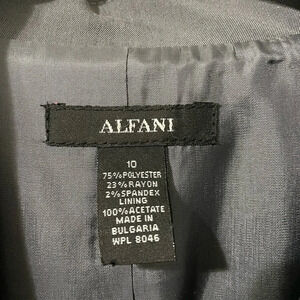 ALFANI
10
75%POLYESTER
23%RAYON
2%SPANDEX
LINING
100%ACETATE
MADE IN
BULGARIA
WPL 8046